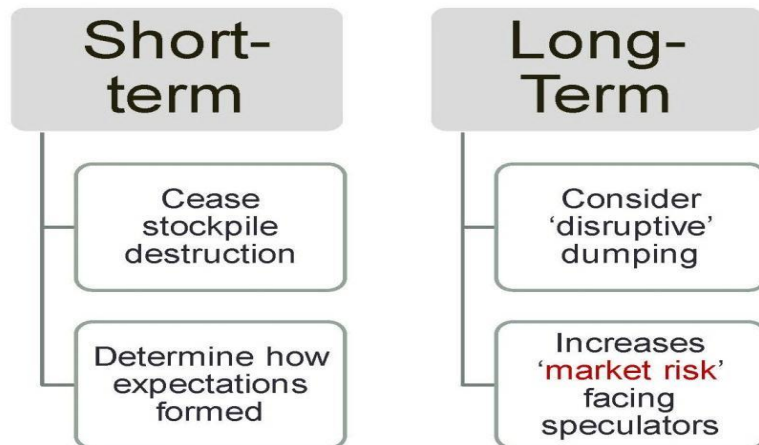 Short-
term
Cease
stockpile
destruction
Determine how
expectations
formed
Long-
Term
Consider
‘disruptive’
dumping
Increases
‘market risk’
facing
speculators